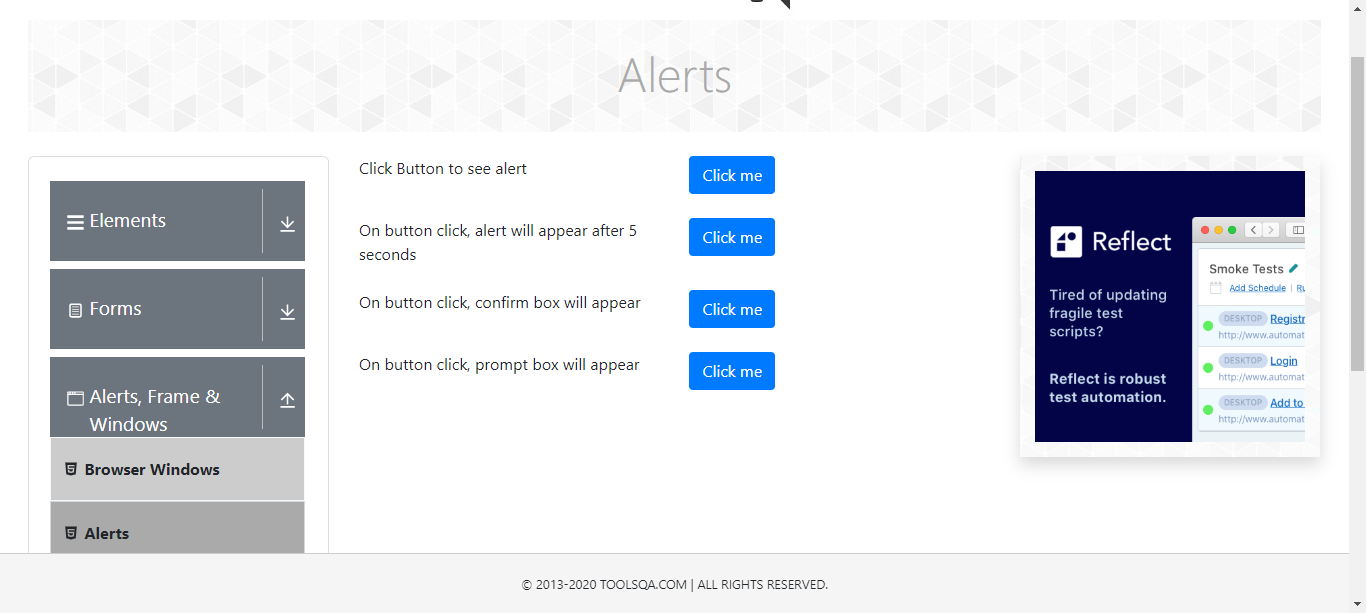 Alerts
Elements
Forms
Alerts, Frame &
Windows
Browser Windows
Alerts
Click Button to see alert
Click me
On button click, alert will appear after 5
seconds
Click me
On button click, confirm box will appear
Click me
On button click, prompt box will appear
Click me
Reflect
Tired of updating
fragile test
scripts?
Reflect is robust
test automation.
Smoke Tests
Add Schedule | Ru
DESKTOP Registr
http://www.automat
DESKTOP Login
http://www.automat
DESKTOP Add to
http://www.automat
© 2013-2020 TOOLSQA.COM | ALL RIGHTS RESERVED.